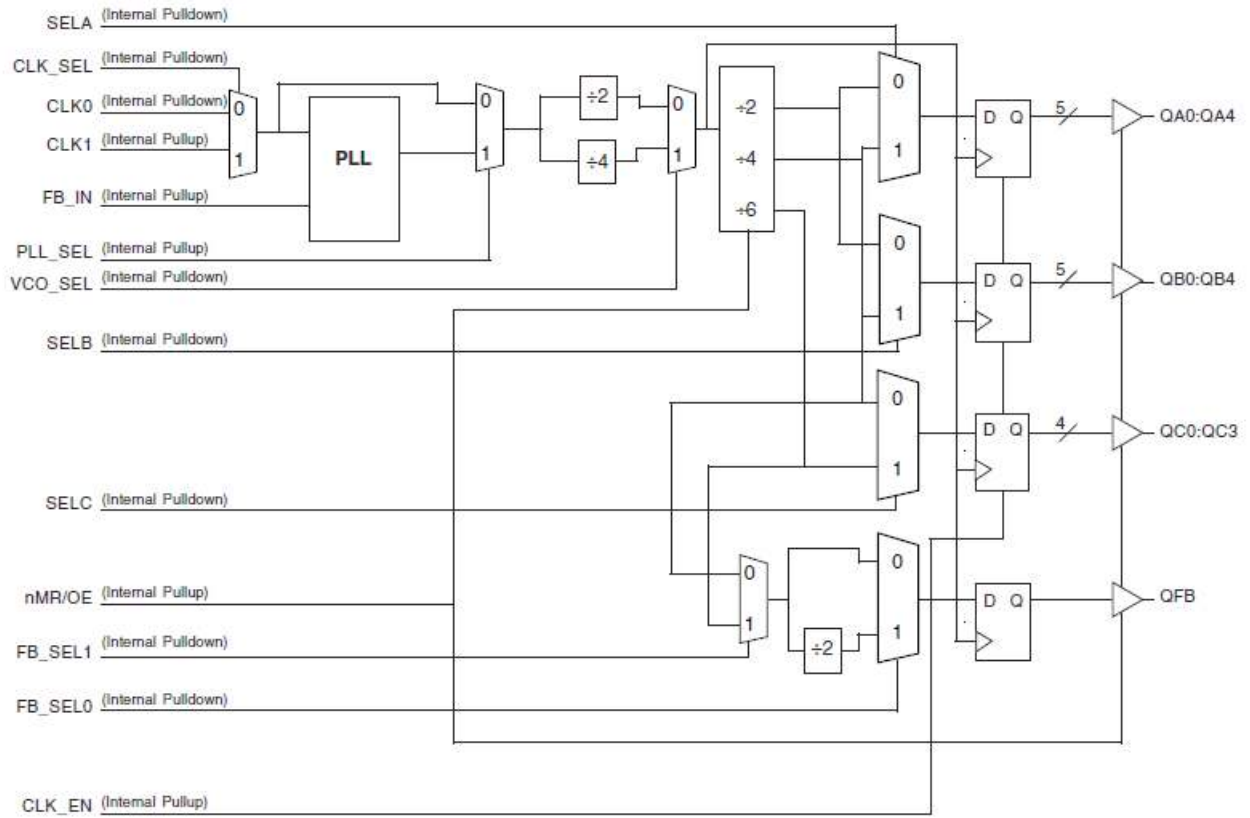 SELA (Internal Pulldown)
CLK_SEL (Internal Pulldown)
CLK0 (Internal Pulldown)
CLK1 (Internal Pullup)
FB_IN (Internal Pullup)
PLL_SEL (Internal Pullup)
VCO_SEL (Internal Pulldown)
SELB (Internal Pulldown)
SELC (Internal Pulldown)
nMR/OE (Internal Pullup)
FB_SEL1 (Internal Pulldown)
FB_SEL0 (Internal Pulldown)
CLK_EN (Internal Pullup)
0
1
PLL
0
1
÷2
÷4
0
1
÷2
÷4
÷6
0
1
D Q
5
QA0:QA4
0
1
D Q
5
QB0:QB4
0
1
D Q
4
QC0:QC3
0
1
÷2
0
1
D Q
QFB